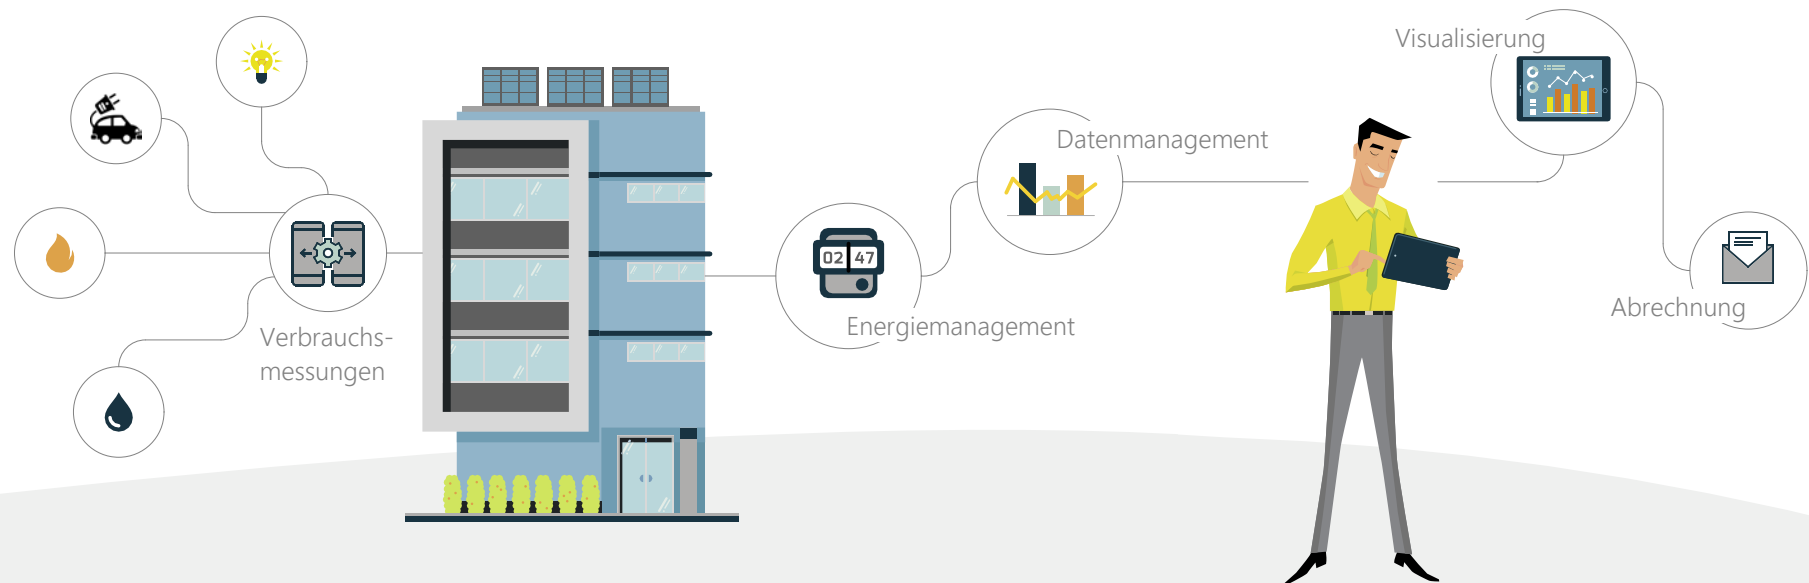 Verbrauchs-
messungen
02 47
Energiemanagement
Datenmanagement
Visualisierung
Abrechnung